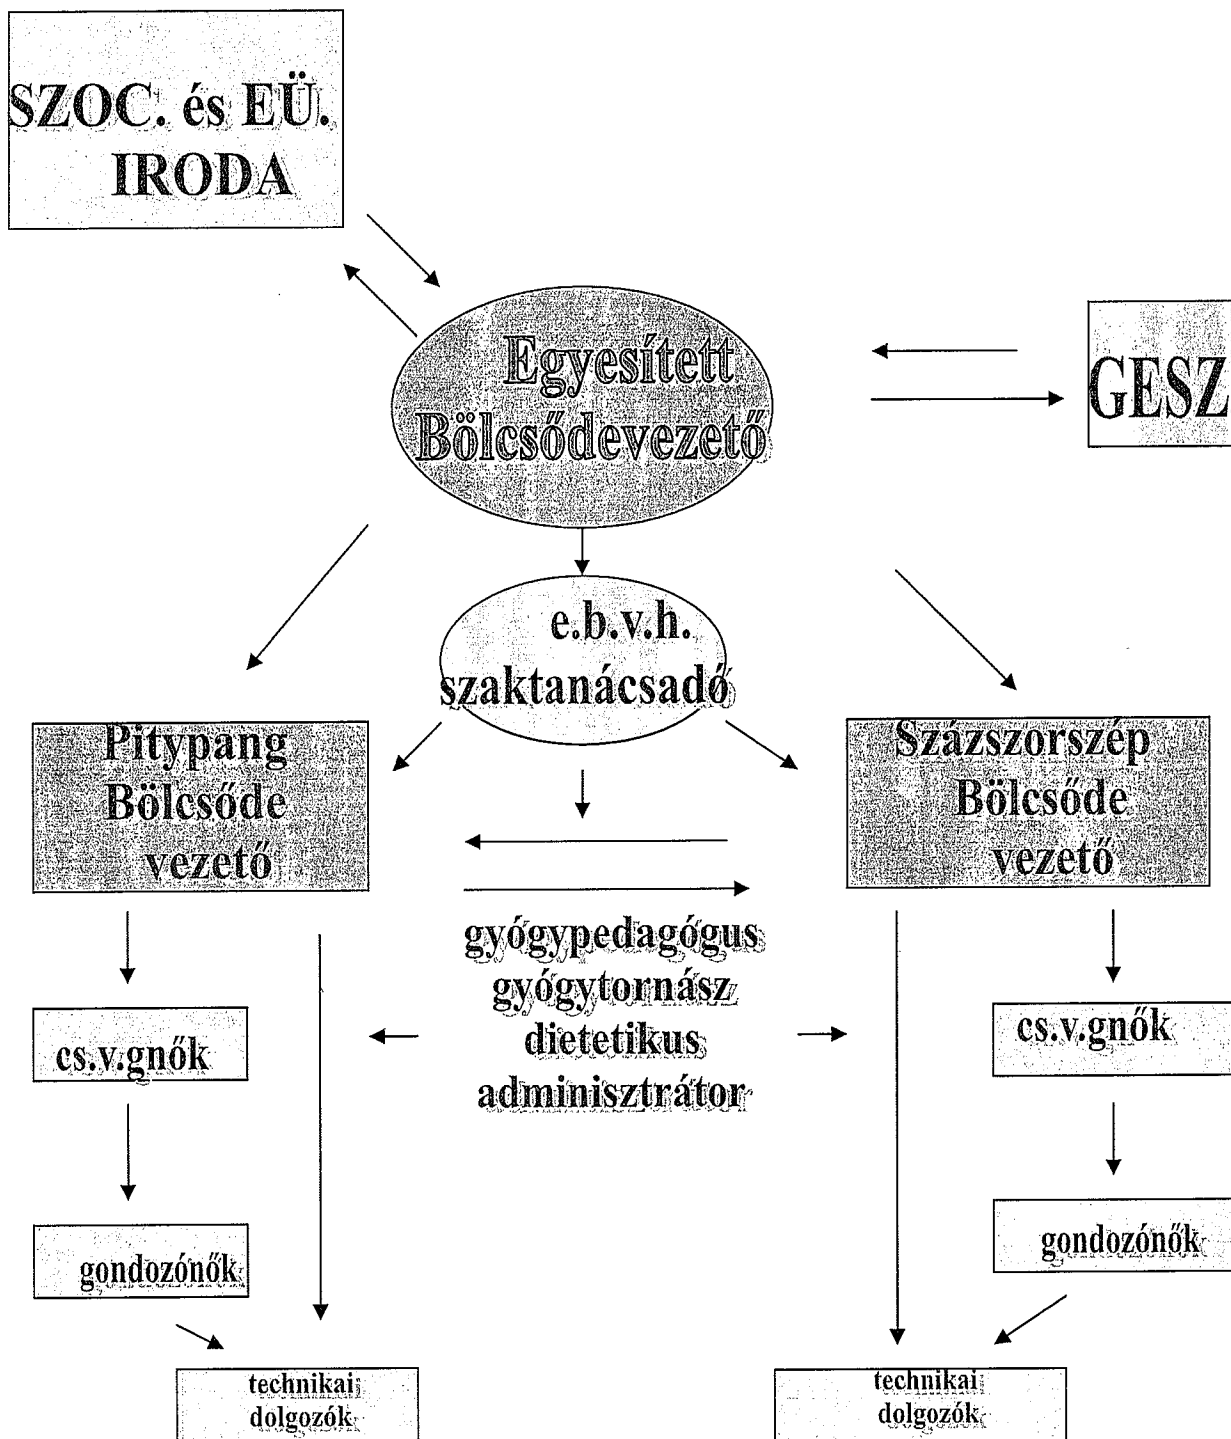 SZOC. és EÜ.
IRODA
Egyesített
Bölcsődevezető
GESZ
e.b.v.h.
szaktanácsadó
Pitypang
Bölcsőde
vezető
Százszorszép
Bölcsőde
vezető
gyógypedagógus
gyógytornász
dietetikus
adminisztrátor
cs.v.gnők
cs.v.gnők
gondozónők
gondozónők
technikai
dolgozók
technikai
dolgozók